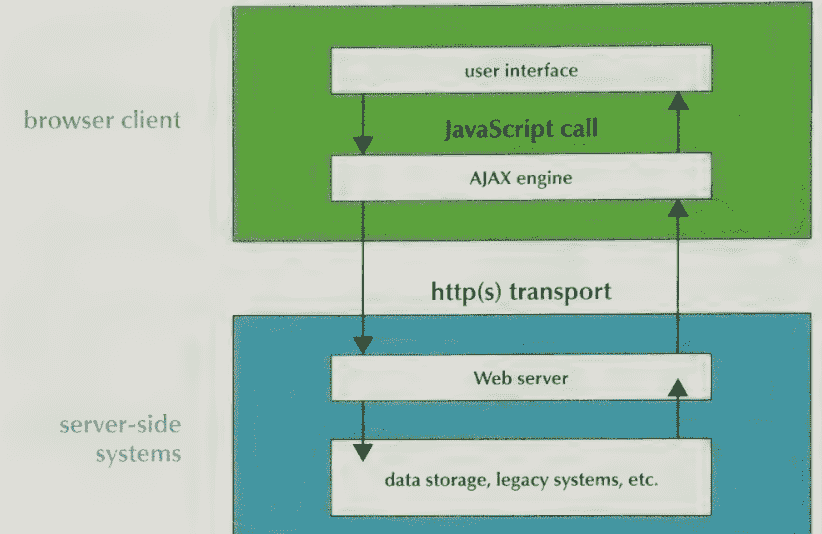 user interface
browser client
JavaScript call
AJAX engine
http(s) transport
Web server
server-side
systems
data storage, legacy systems, etc.